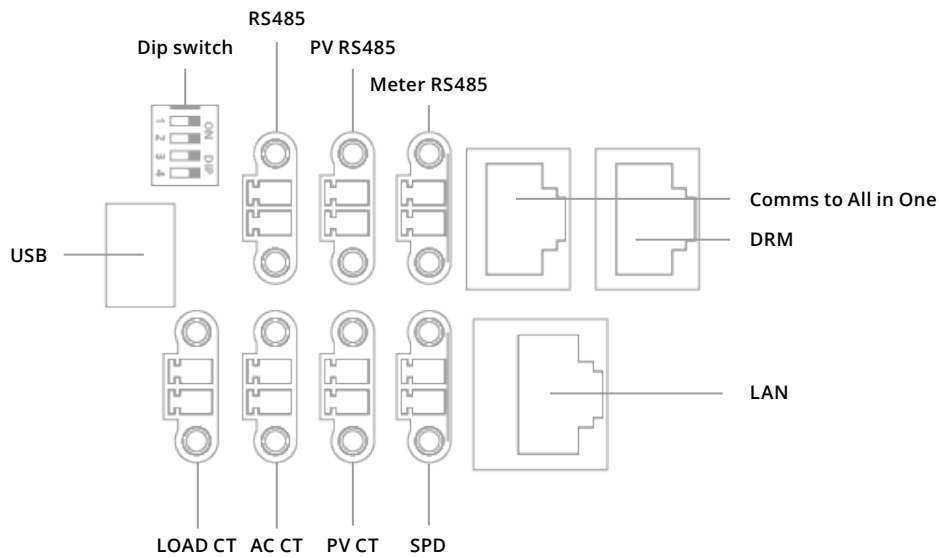 RS485
Dip switch
PV RS485
Meter RS485
ON DIP
1
2
3
4
Comms to All in One
DRM
USB
LAN
LOAD CT
AC CT
PV CT
SPD